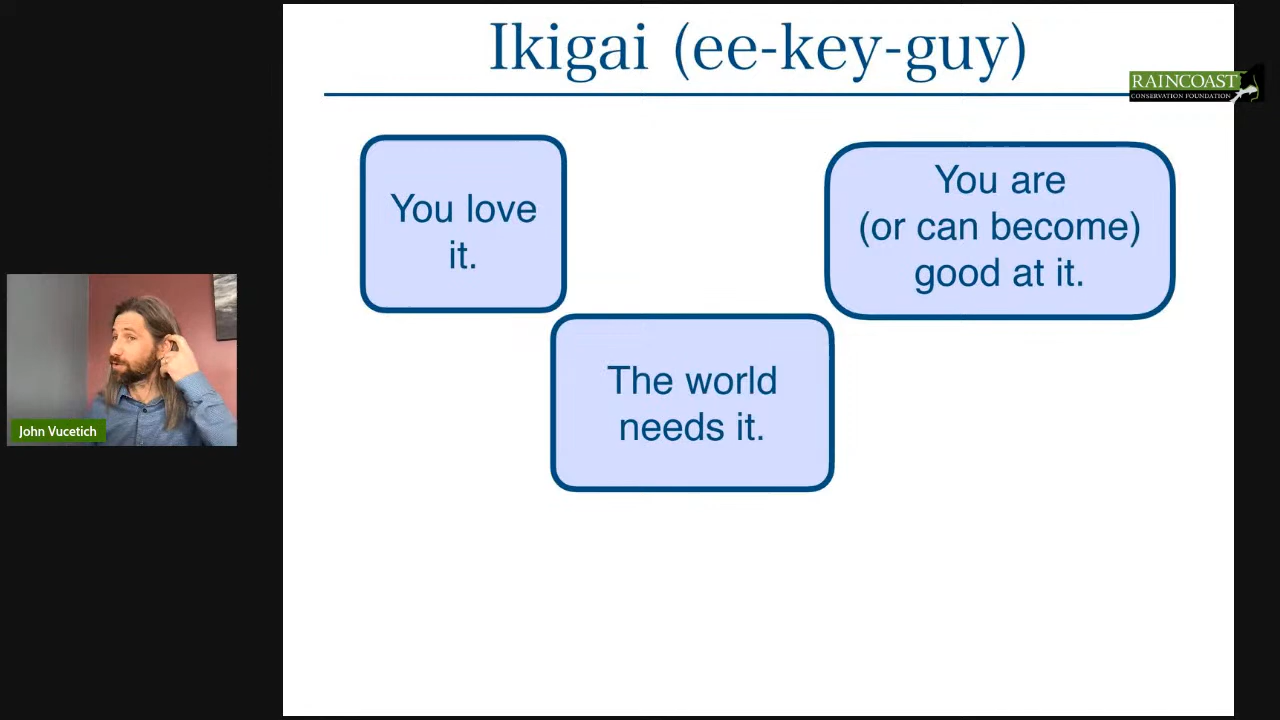 Ikigai (ee-key-guy)
RAINCOAST
CONSERVATION FOUNDATION
You love
it.
You are
(or can become)
good at it.
The world
needs it.
John Vucetich